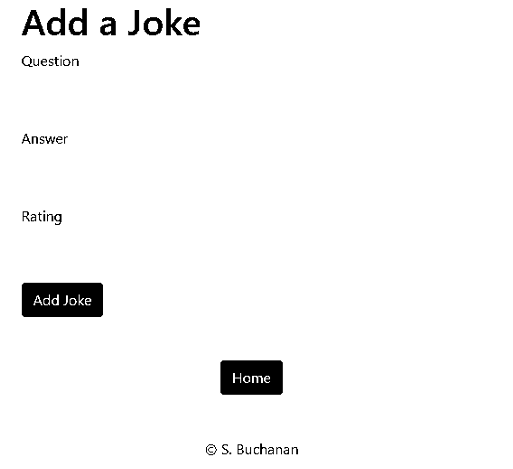 Add a Joke
Question
Answer
Rating
Add Joke
Home
© S. Buchanan